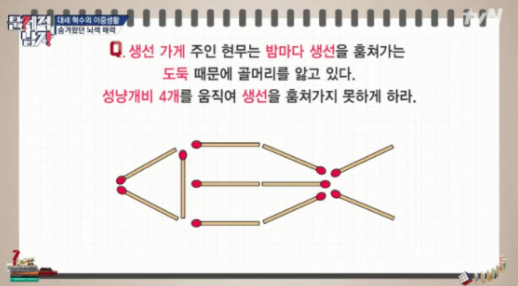 문제적
남자
대세 혁수의 이중생활
숨겨왔던 뇌섹 매력
tvN
Q. 생선 가게 주인 현무는 밤마다 생선을 훔쳐가는
도둑 때문에 골머리를 앓고 있다.
성냥개비 4개를 움직여 생선을 훔쳐가지 못하게 하라.
7